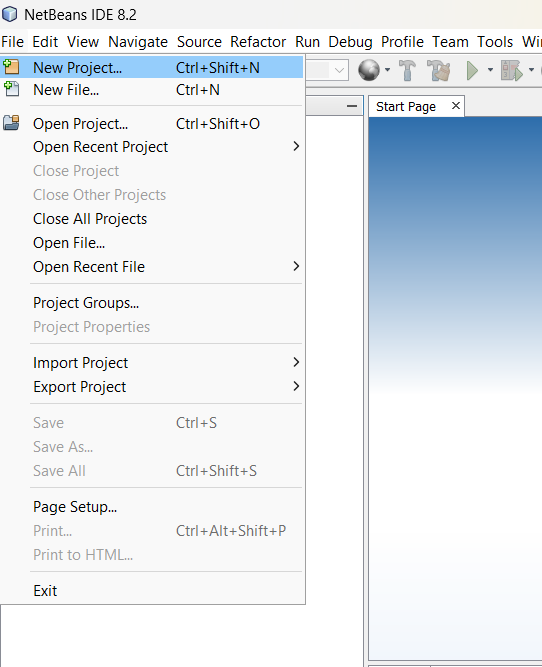 NetBeans IDE 8.2
File Edit View Navigate Source Refactor Run Debug Profile Team Tools
New Project... Ctrl+Shift+N
New File... Ctrl+N
Start Page
Open Project... Ctrl+Shift+O
Open Recent Project
Close Project
Close Other Projects
Close All Projects
Open File...
Open Recent File
Project Groups...
Project Properties
Import Project
Export Project
Save Ctrl+S
Save As...
Save All Ctrl+Shift+S
Page Setup...
Print... Ctrl+Alt+Shift+P
Print to HTML...
Exit